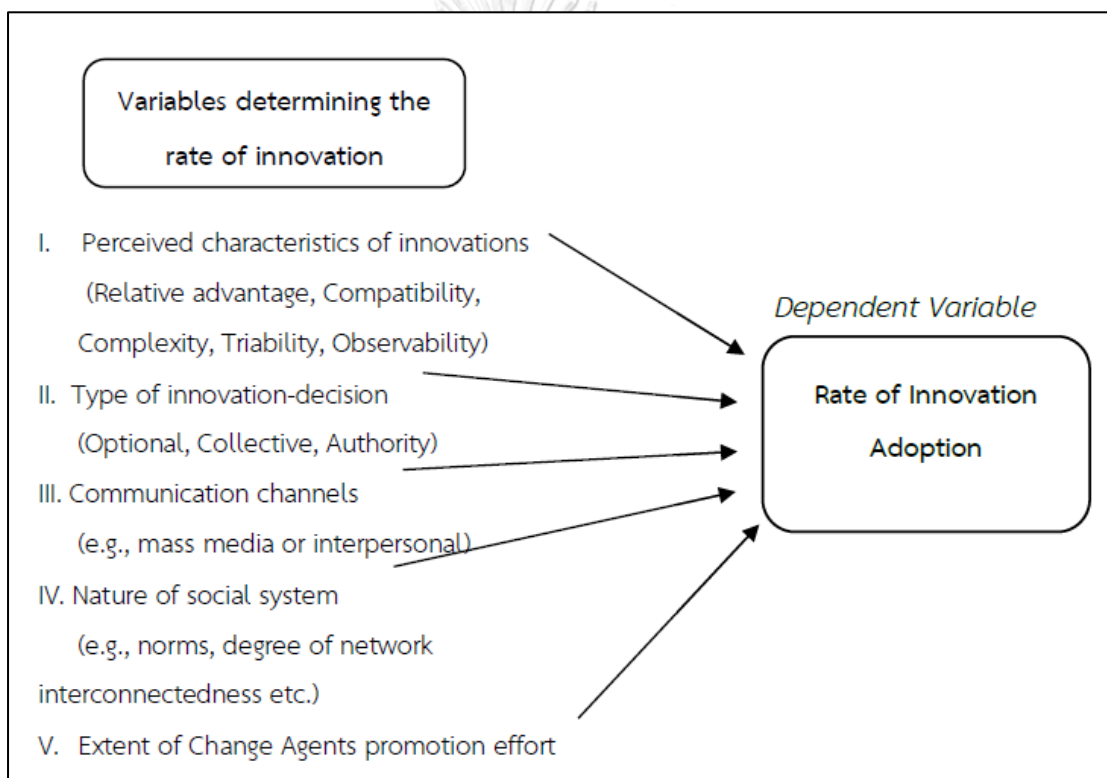 Variables determining the
rate of innovation
I. Perceived characteristics of innovations
(Relative advantage, Compatibility,
Complexity, Triability, Observability)
II. Type of innovation-decision
(Optional, Collective, Authority)
III. Communication channels
(e.g., mass media or interpersonal)
IV. Nature of social system
(e.g., norms, degree of network
interconnectedness etc.)
V. Extent of Change Agents promotion effort
Dependent Variable
Rate of Innovation
Adoption